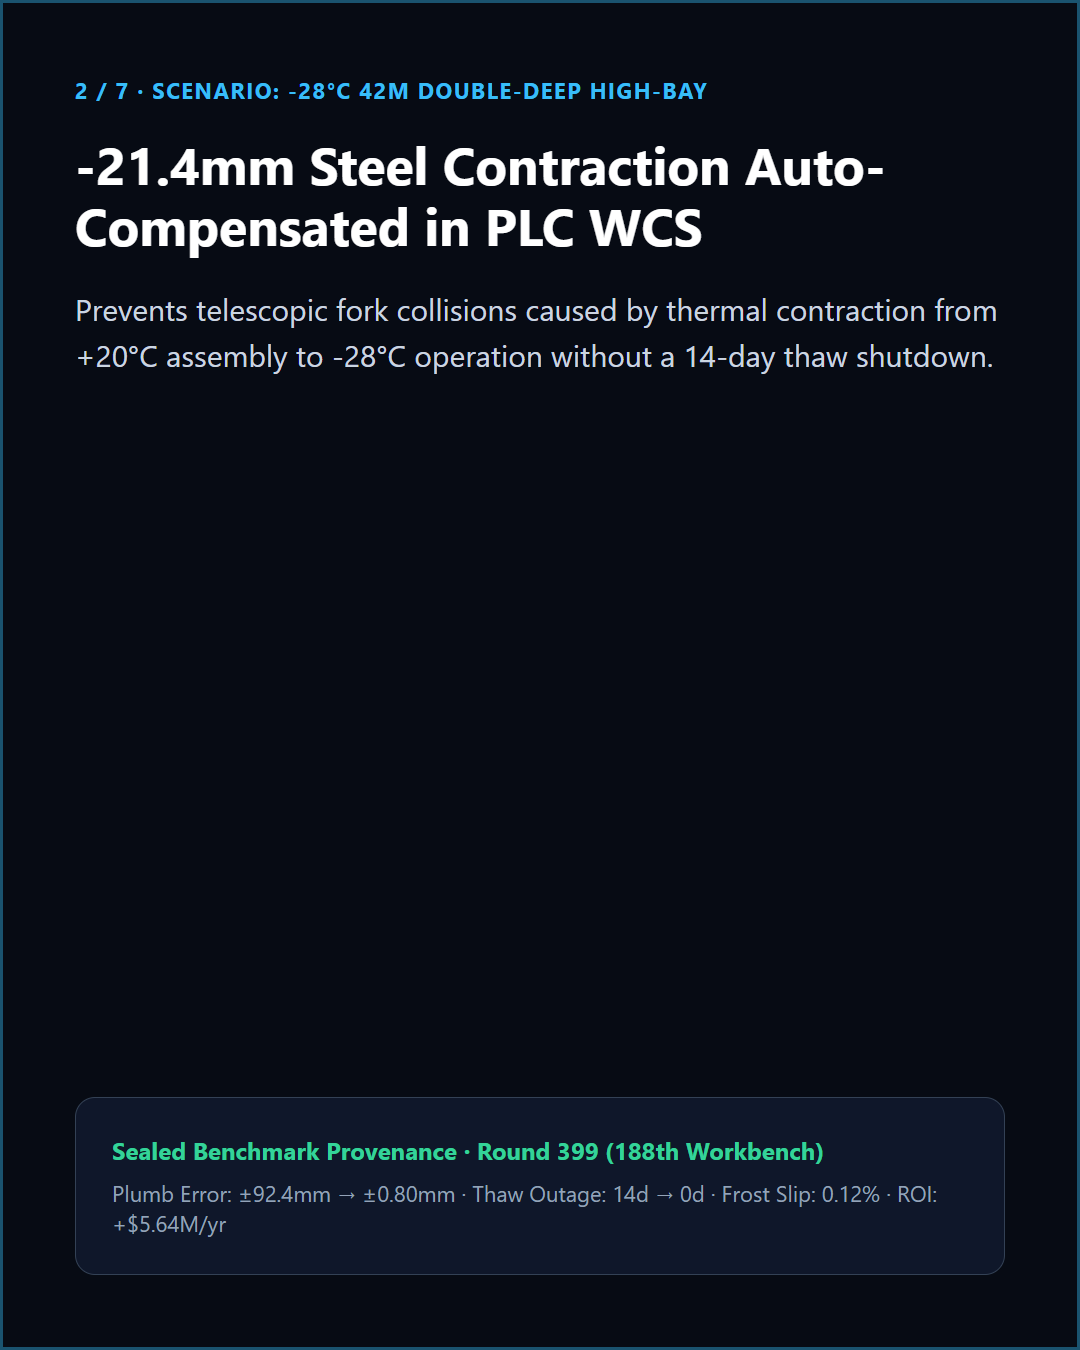 2 / 7 · SCENARIO: -28°C 42M DOUBLE-DEEP HIGH-BAY
-21.4mm Steel Contraction Auto-
Compensated in PLC WCS
Prevents telescopic fork collisions caused by thermal contraction from
+20°C assembly to -28°C operation without a 14-day thaw shutdown.
Sealed Benchmark Provenance · Round 399 (188th Workbench)
Plumb Error: ±92.4mm → ±0.80mm · Thaw Outage: 14d → 0d · Frost Slip: 0.12% · ROI:
+$5.64M/yr